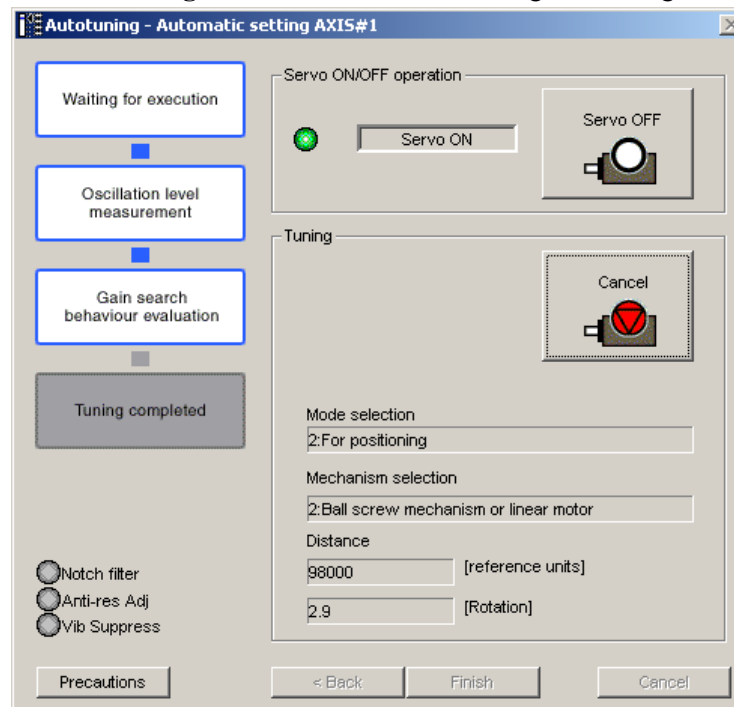 Autotuning - Automatic setting AXIS#1
Waiting for execution
Oscillation level
measurement
Gain search
behaviour evaluation
Tuning completed
Notch filter
Anti-res Adj
Vib Suppress
Servo ON/OFF operation
Servo ON
Servo OFF
Tuning
Cancel
Mode selection
2:For positioning
Mechanism selection
2:Ball screw mechanism or linear motor
Distance
98000 [reference units]
2.9 [Rotation]
Precautions
< Back
Finish
Cancel